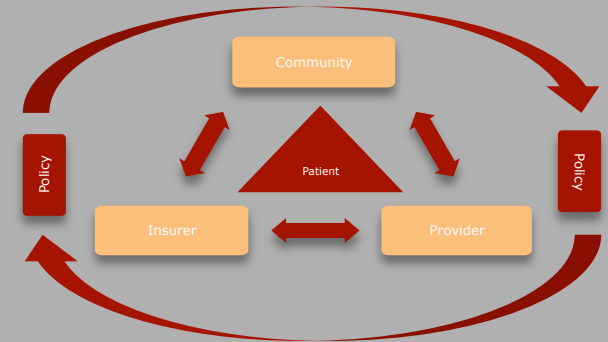 Community
Patient
Policy
Policy
Insurer
Provider